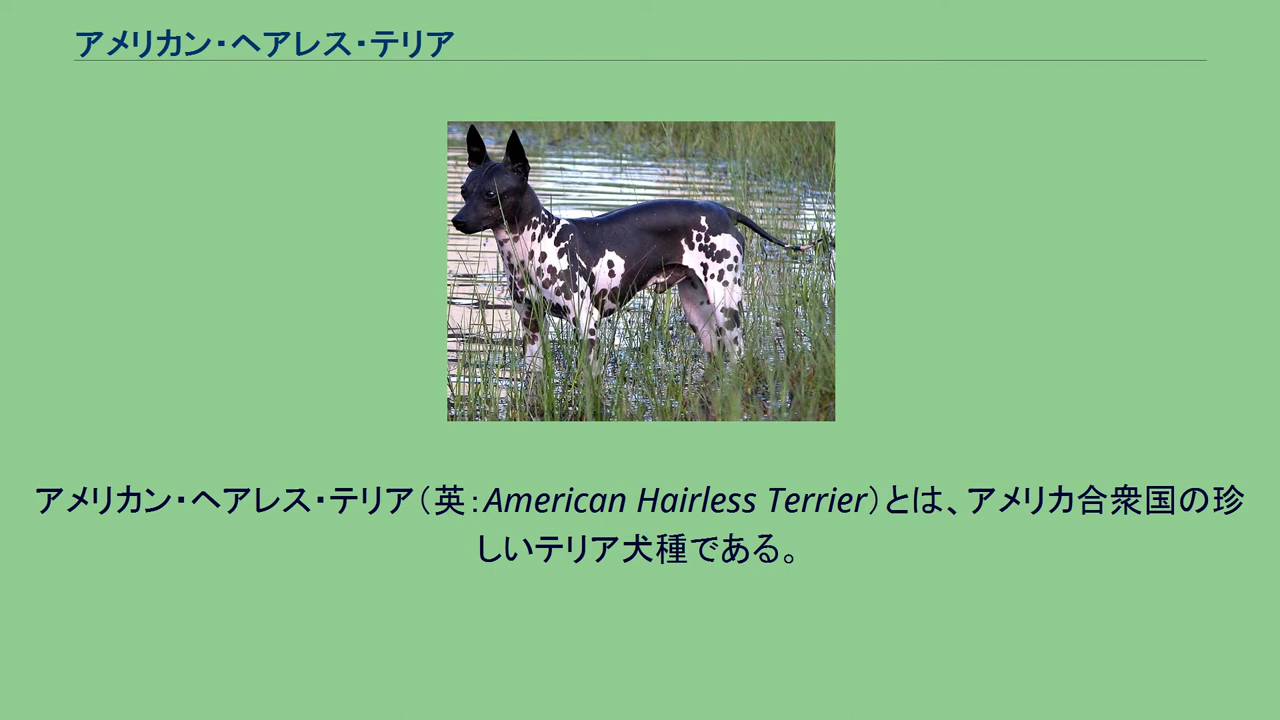 アメリカン・ヘアレス・テリア
アメリカン・ヘアレス・テリア（英：American Hairless Terrier）とは、アメリカ合衆国の珍
しいテリア犬種である。